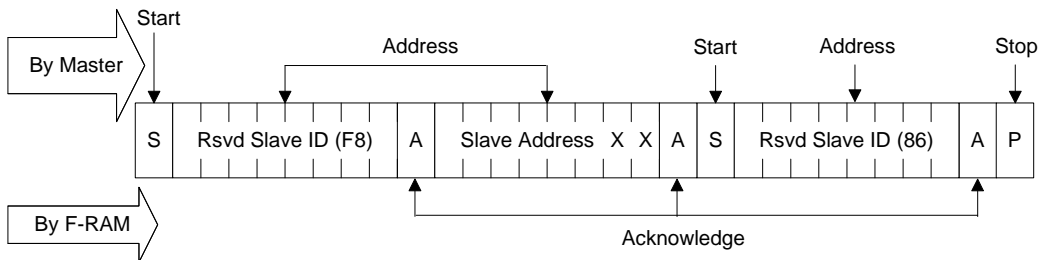 Start
By Master
Address
Start
Address
Stop
S Rsvd Slave ID (F8) A Slave Address X X A S Rsvd Slave ID (86) A P
By F-RAM
Acknowledge